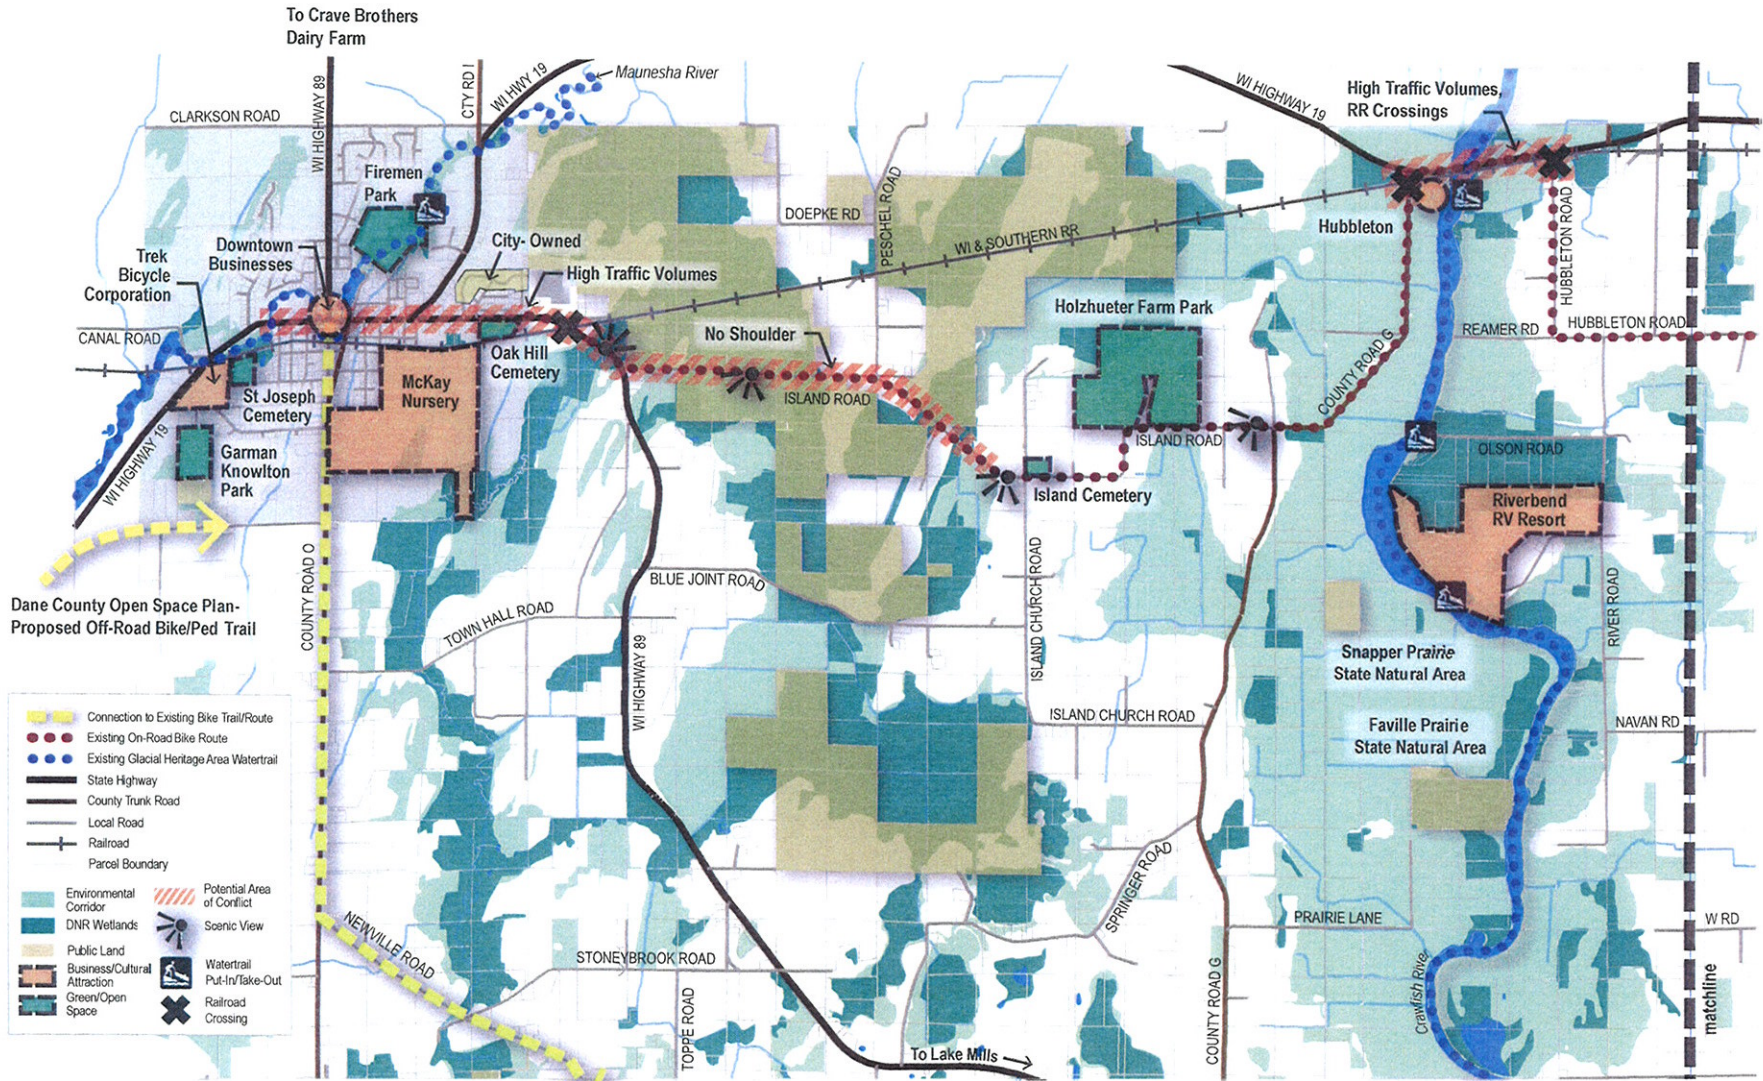 To Crave Brothers
Dairy Farm
WI HIGHWAY 89
CTY RD I
WI HWY 19
Maunesha River
CLARKSON ROAD
Firemen
Park
WI HIGHWAY 19
High Traffic Volumes,
RR Crossings
PESCHEL ROAD
DOEPKE RD
WI & SOUTHERN RR
Hubbleton
HUBBLETON ROAD
Downtown
Businesses
City- Owned
High Traffic Volumes
Trek
Bicycle
Corporation
CANAL ROAD
No Shoulder
Holzhueter Farm Park
REAMER RD
HUBBLETON ROAD
Oak Hill
Cemetery
McKay
Nursery
St Joseph
Cemetery
ISLAND ROAD
COUNTY ROAD G
ISLAND ROAD
OLSON ROAD
WI HIGHWAY 19
Garman
Knowlton
Park
Island Cemetery
Riverbend
RV Resort
COUNTY ROAD O
BLUE JOINT ROAD
ISLAND CHURCH ROAD
RIVER ROAD
Dane County Open Space Plan-
Proposed Off-Road Bike/Ped Trail
TOWN HALL ROAD
WI HIGHWAY 89
Snapper Prairie
State Natural Area
ISLAND CHURCH ROAD
Faville Prairie
State Natural Area
NAVAN RD
SPRINGER ROAD
PRAIRIE LANE
W RD
NEWVILLE ROAD
STONEYBROOK ROAD
TOPPE ROAD
COUNTY ROAD G
Crawfish River
matchline
To Lake Mills
Connection to Existing Bike Trail/Route
Existing On-Road Bike Route
Existing Glacial Heritage Area Watertrail
State Highway
County Trunk Road
Local Road
Railroad
Parcel Boundary
Environmental
Corridor
DNR Wetlands
Public Land
Business/Cultural
Attraction
Green/Open
Space
Potential Area
of Conflict
Scenic View
Watertrail
Put-In/Take-Out
Railroad
Crossing